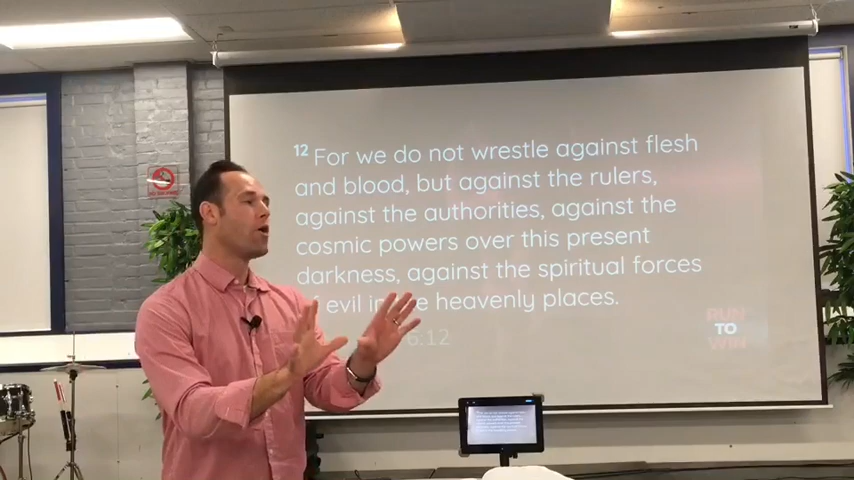 12 For we do not wrestle against flesh
and blood, but against the rulers,
against the authorities, against the
cosmic powers over this present
darkness, against the spiritual forces
evil in heavenly places.
6:12
RUN
TO
WIN